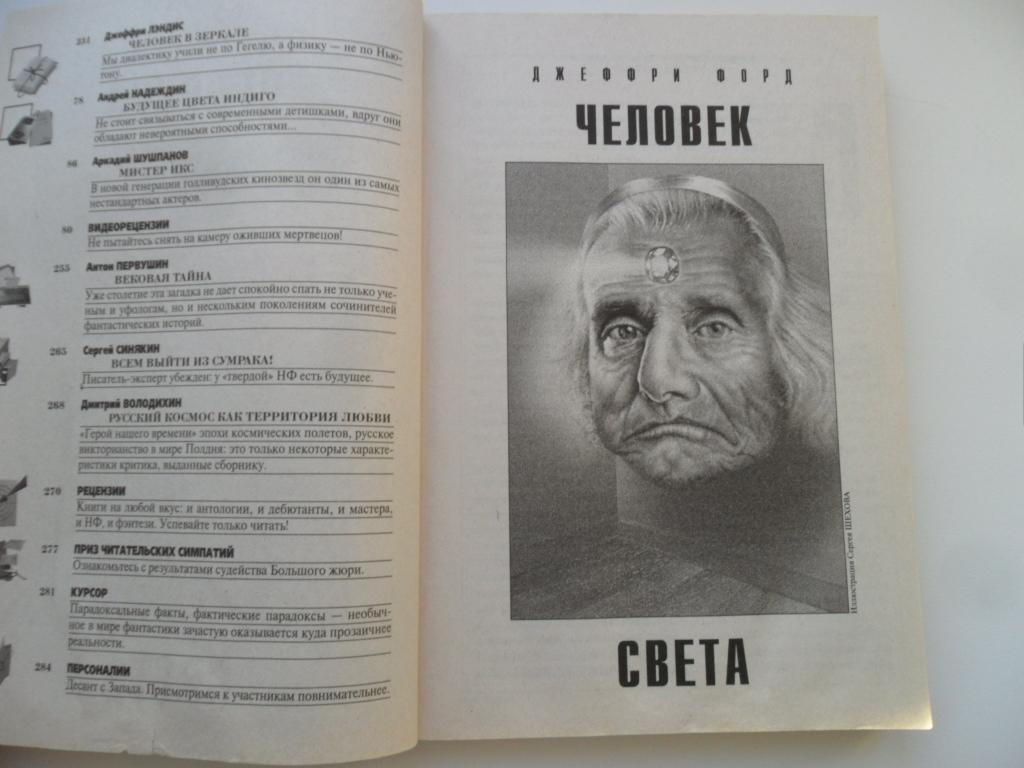 231 Джеффри ЛЭНДИС
ЧЕЛОВЕК В ЗЕРКАЛЕ
Мы диалектику учили не по Гегелю, а физику — не по Нью-
тону.
78 Андрей НАДЕЖДИН
БУДУЩЕЕ ЦВЕТА ИНДИГО
Не стоит связываться с современными детишками, вдруг они
обладают невероятными способностями...
86 Аркадий ШУШПАНОВ
МИСТЕР ИКС
В новой генерации голливудских кинозвезд он один из самых
нестандартных актеров.
80 ВИДЕОРЕЦЕНЗИИ
Не пытайтесь снять на камеру оживших мертвецов!
255 Антон ПЕРВУШИН
ВЕКОВАЯ ТАЙНА
Уже столетие эта загадка не дает спокойно спать не только уче-
ным и уфологам, но и нескольким поколениям сочинителей
фантастических историй.
265 Сергей СИНЯКИН
ВСЕМ ВЫЙТИ ИЗ СУМРАКА!
Писатель-эксперт убежден: у «твердой» НФ есть будущее.
268 Дмитрий ВОЛОДИХИН
РУССКИЙ КОСМОС КАК ТЕРРИТОРИЯ ЛЮБВИ
«Герой нашего времени» эпохи космических полетов, русское
викторианство в мире Полдня: это только некоторые характе-
ристики критика, выданные сборнику.
270 РЕЦЕНЗИИ
Книги на любой вкус: и антологии, и дебютанты, и мастера,
и НФ, и фэнтези. Успевайте только читать!
277 ПРИЗ ЧИТАТЕЛЬСКИХ СИМПАТИЙ
Ознакомьтесь с результатами судейства Большого жюри.
281 КУРСОР
Парадоксальные факты, фактические парадоксы — необыч-
ное в мире фантастики зачастую оказывается куда прозаичнее
реальности.
284 ПЕРСОНАЛИИ
Десант с Запада. Присмотримся к участникам повнимательнее.
ДЖЕФФРИ ФОРД
ЧЕЛОВЕК
Иллюстрация Сергея ШЕХОВА
СВЕТА